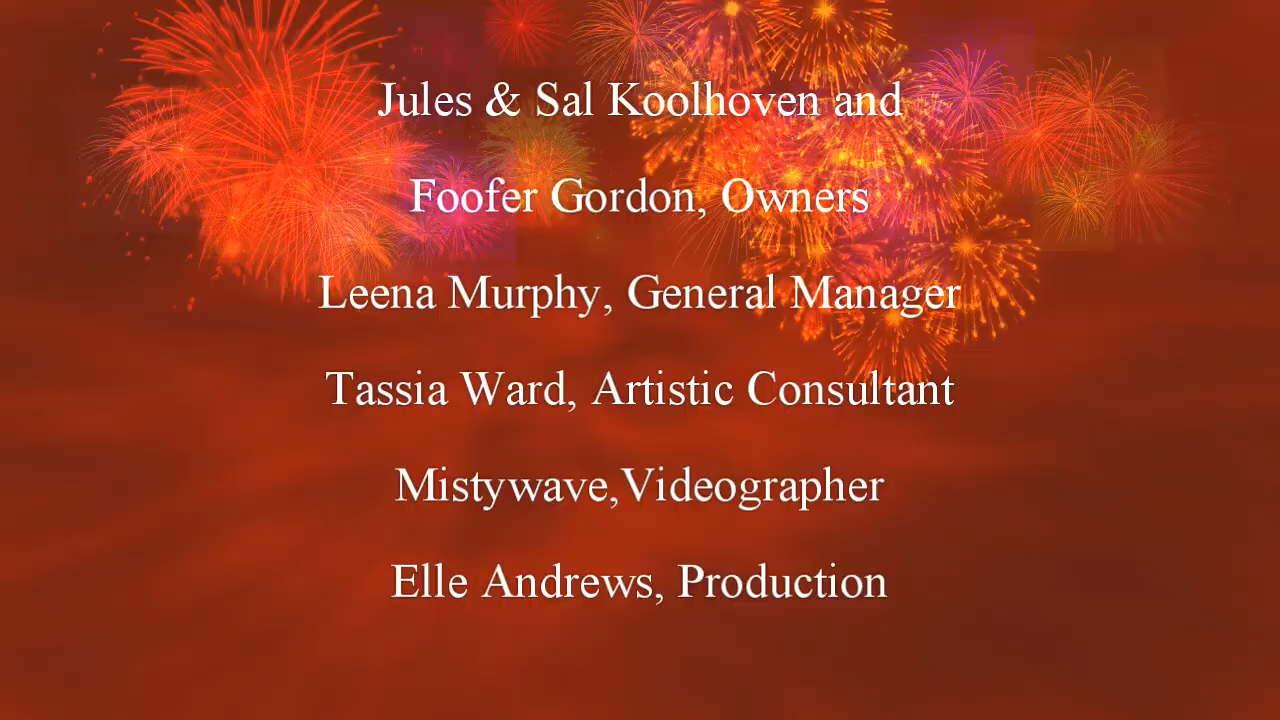 Jules & Sal Koolhoven and
Foofer Gordon, Owners
Leena Murphy, General Manager
Tassia Ward, Artistic Consultant
Mistywave,Videographer
Elle Andrews, Production